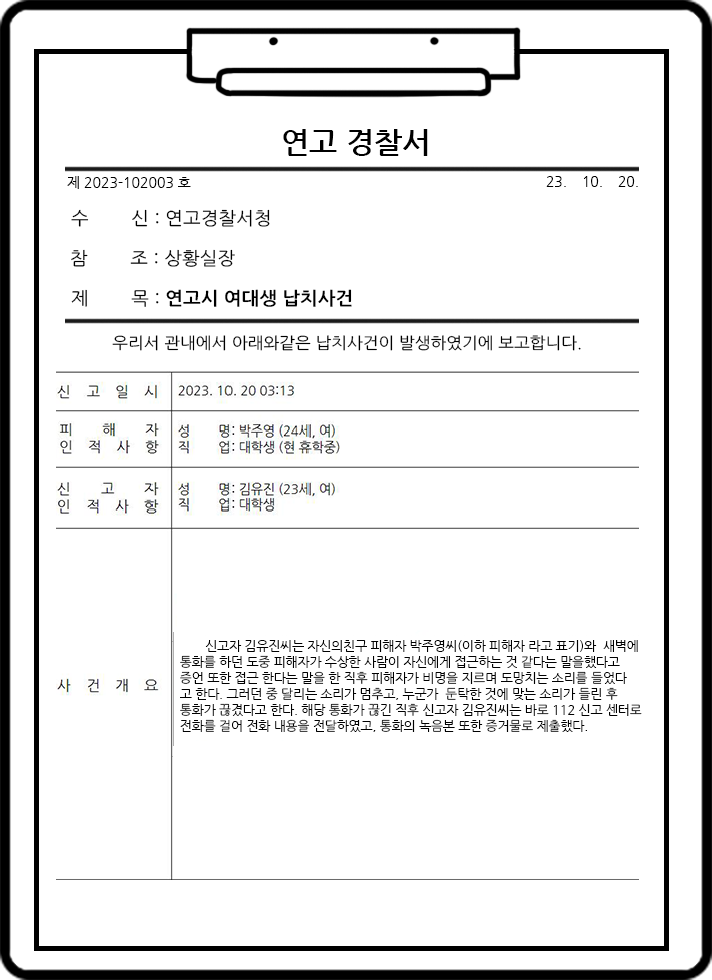 연고 경찰서
제 2023-102003 호 23. 10. 20.
수 신 : 연고경찰서청
참 조 : 상황실장
제 목 : 연고시 여대생 납치사건
우리서 관내에서 아래와같은 납치사건이 발생하였기에 보고합니다.
신 고 일 시 2023. 10. 20 03:13
피 해 자 성 명: 박주영 (24세, 여)
인 적 사 항 직 업: 대학생 (현 휴학중)
신 고 자 성 명: 김유진 (23세, 여)
인 적 사 항 직 업: 대학생
신고자 김유진씨는 자신의친구 피해자 박주영씨(이하 피해자 라고 표기)와 새벽에
통화를 하던 도중 피해자가 수상한 사람이 자신에게 접근하는 것 같다는 말을했다고
증언 또한 접근 한다는 말을 한 직후 피해자가 비명을 지르며 도망치는 소리를 들었다
사 건 개 요 고 한다. 그러던 중 달리는 소리가 멈추고, 누군가 둔탁한 것에 맞는 소리가 들린 후
통화가 끊겼다고 한다. 해당 통화가 끊긴 직후 신고자 김유진씨는 바로 112 신고 센터로
전화를 걸어 전화 내용을 전달하였고, 통화의 녹음본 또한 증거물로 제출했다.